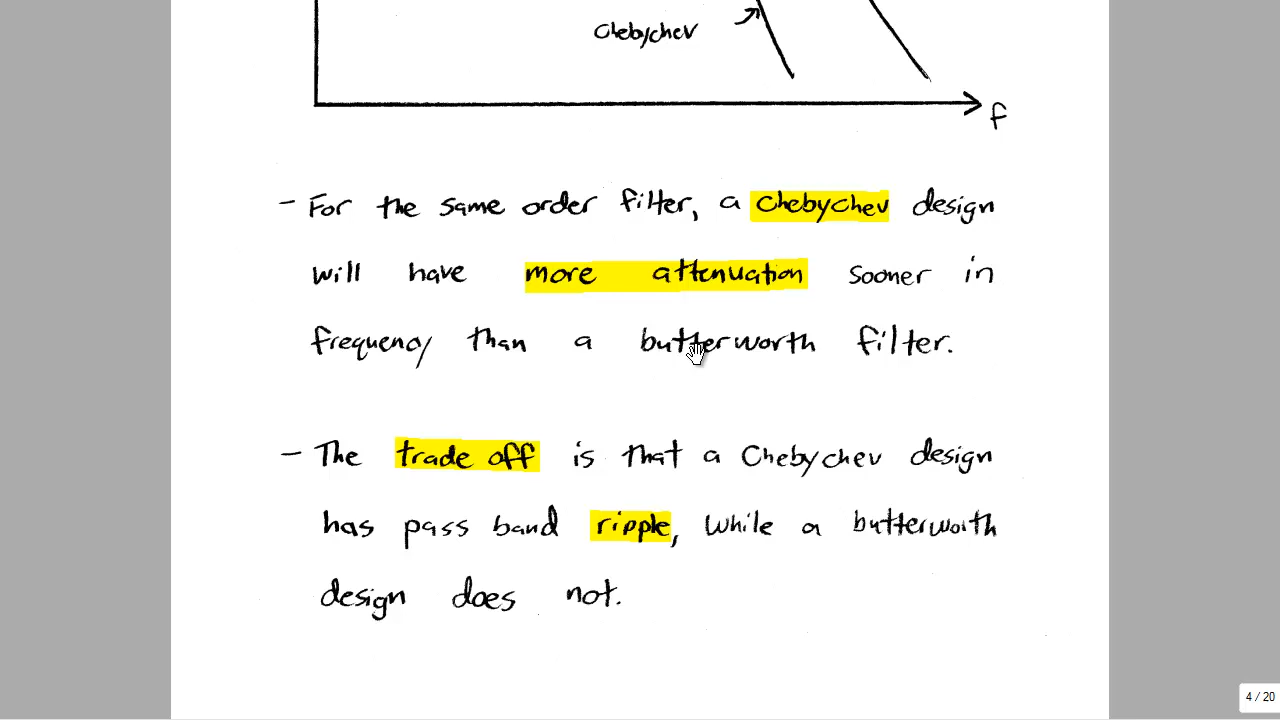 Chebychev
f
- For the same order filter, a Chebychev design
will have more attenuation sooner in
frequency than a butterworth filter.
- The trade off is that a Chebychev design
has pass band ripple, while a butterworth
design does not.
4 / 20